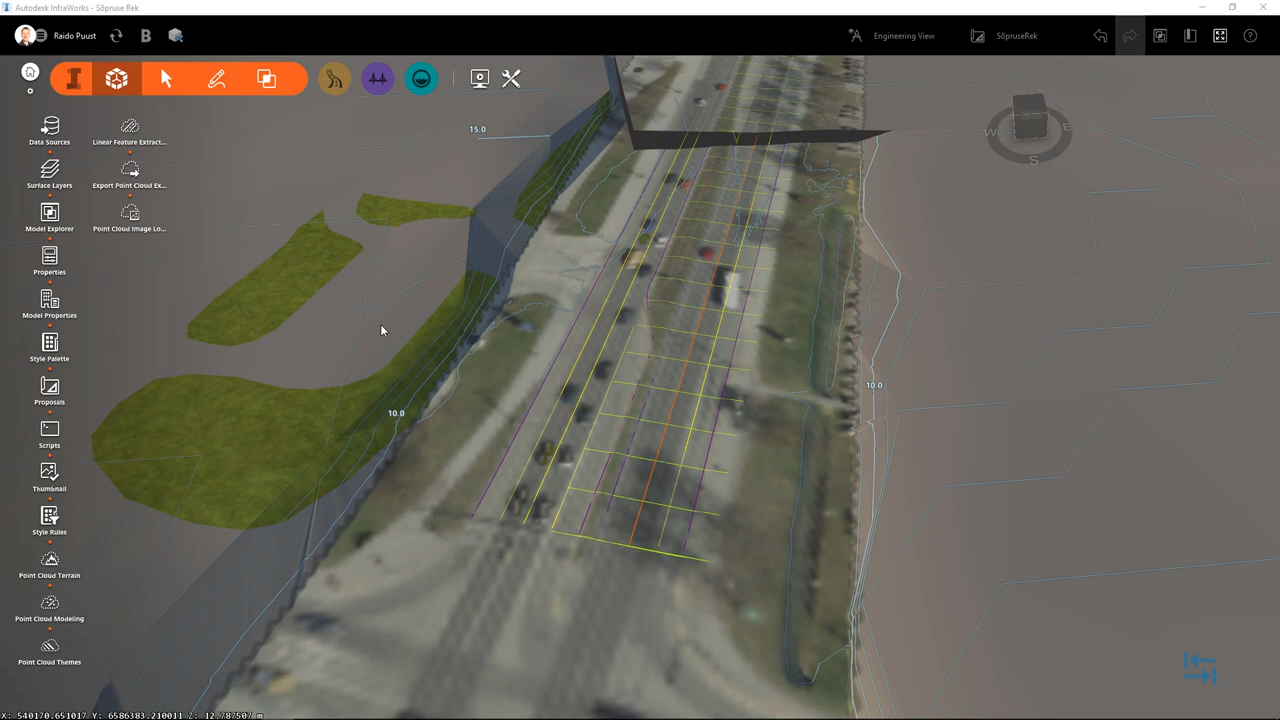 Autodesk InfraWorks - Sõpruse Rek
Raido Puust
B
Engineering View
SõpruseRek
Data Sources
Linear Feature Extract...
Surface Layers
Export Point Cloud Ex...
Model Explorer
Point Cloud Image Lo...
Properties
Model Properties
Style Palette
Proposals
Scripts
Thumbnail
Style Rules
Point Cloud Terrain
Point Cloud Modeling
Point Cloud Themes
15.0
10.0
10.0
W
E
S
X: 540170.651017 Y: 6586383.210011 Z: 12.787507 m